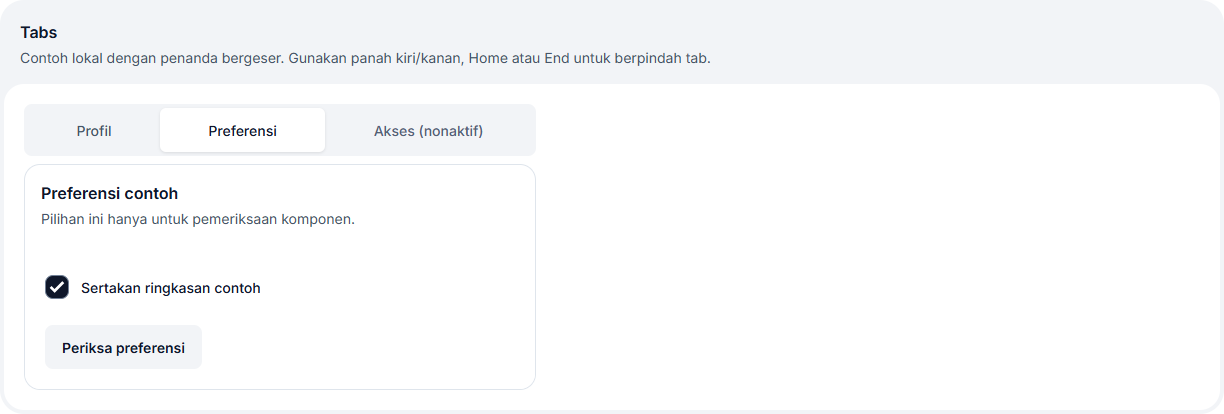 Tabs
Contoh lokal dengan penanda bergeser. Gunakan panah kiri/kanan, Home atau End untuk berpindah tab.
Profil
Preferensi
Akses (nonaktif)
Preferensi contoh
Pilihan ini hanya untuk pemeriksaan komponen.
Sertakan ringkasan contoh
Periksa preferensi